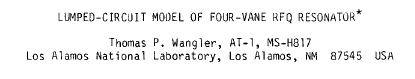 LUMPED-CIRCUIT MODEL OF FOUR-VANE RFQ RESONATOR*
Thomas P. Wangler, AT-1, MS-H817
Los Alamos National Laboratory, Los Alamos, NM 87545 USA